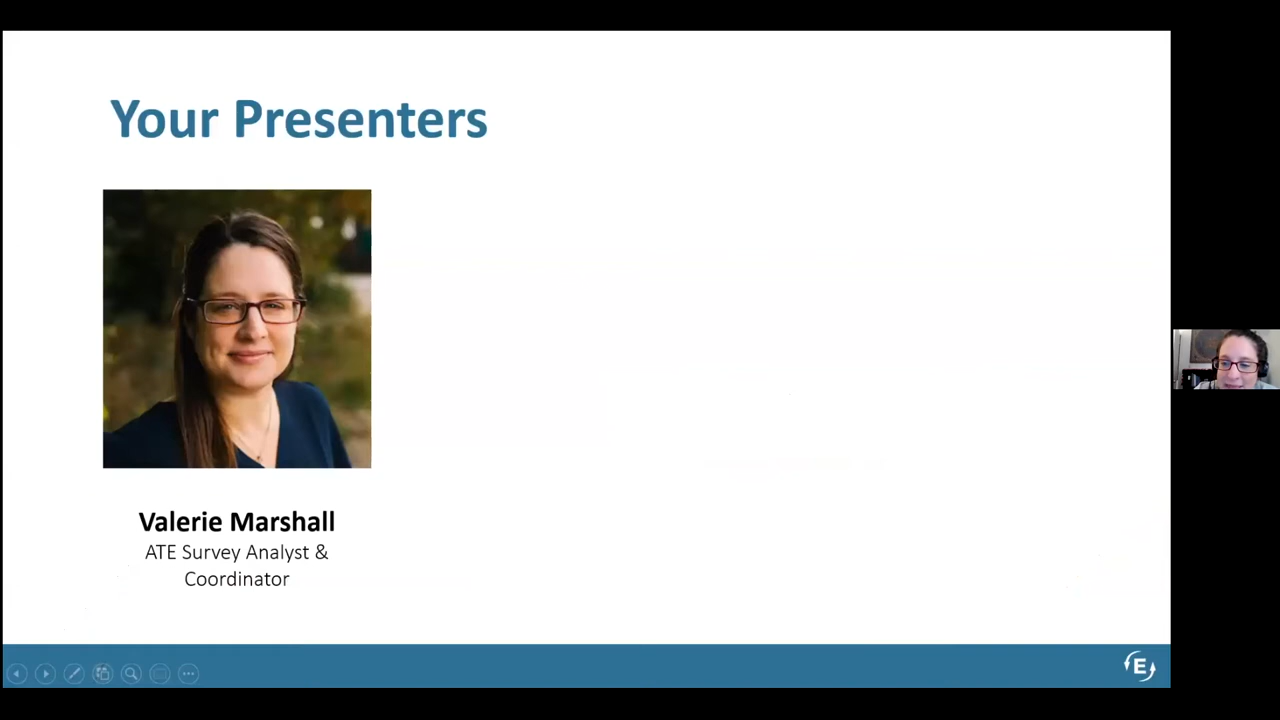 Your Presenters
Valerie Marshall
ATE Survey Analyst &
Coordinator
E